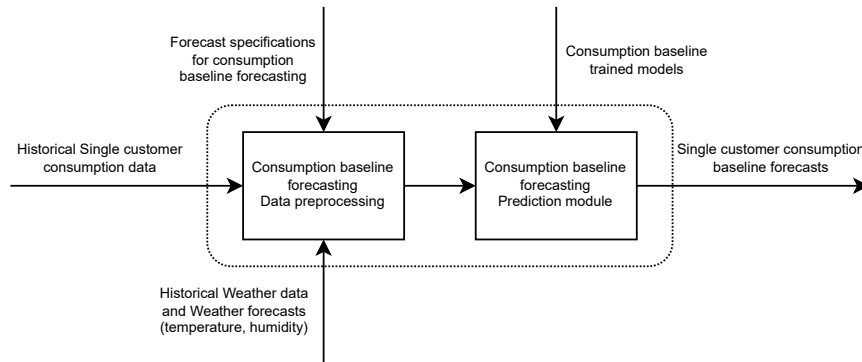 Forecast specifications
for consumption
baseline forecasting
Consumption baseline
trained models
Historical Single customer
consumption data
Consumption baseline
forecasting
Data preprocessing
Consumption baseline
forecasting
Prediction module
Single customer consumption
baseline forecasts
Historical Weather data
and Weather forecasts
(temperature, humidity)